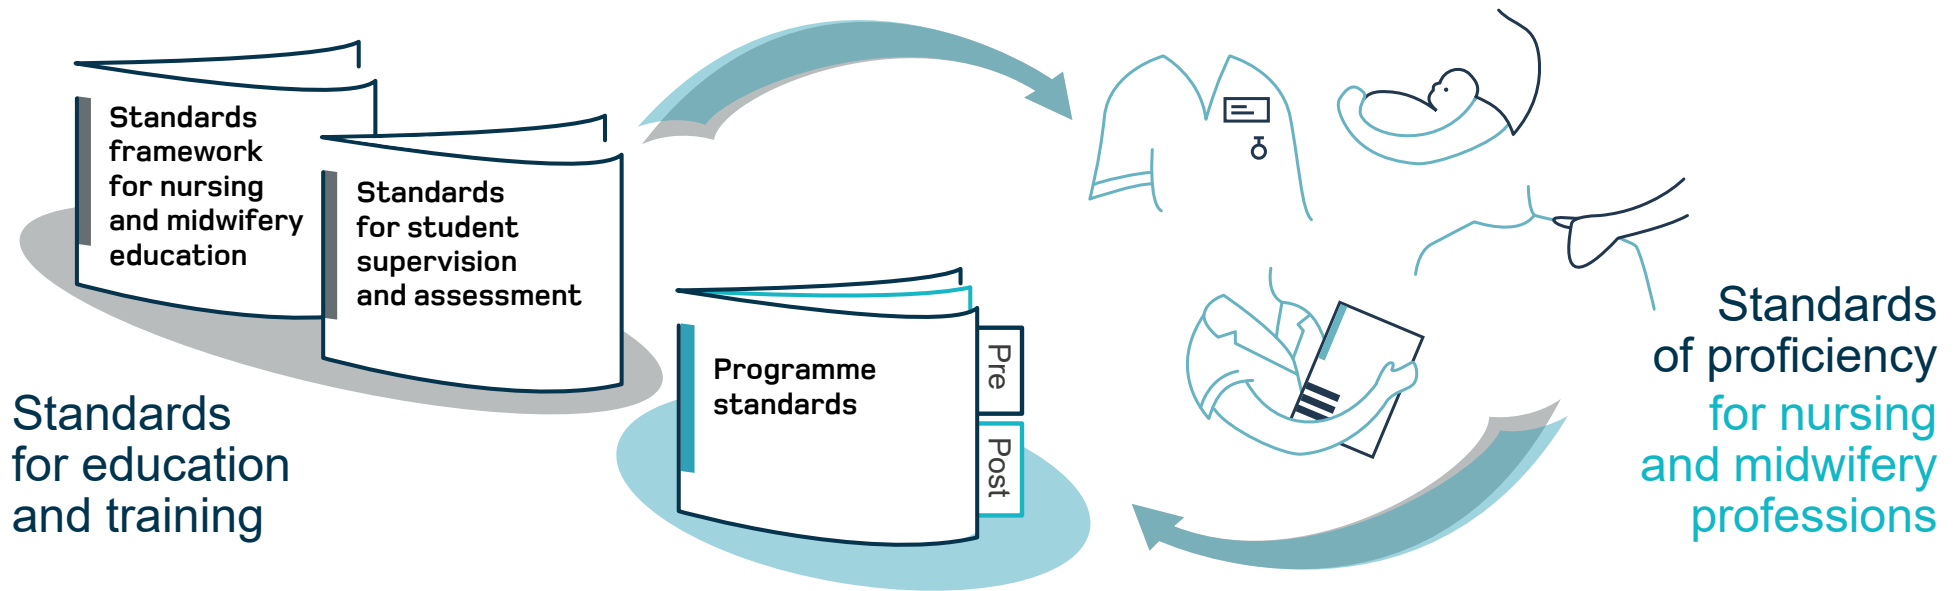 Standards
framework
for nursing
and midwifery
education
Standards
for student
supervision
and assessment
Programme
standards
Pre
Post
Standards
for education
and training
Standards
of proficiency
for nursing
and midwifery
professions